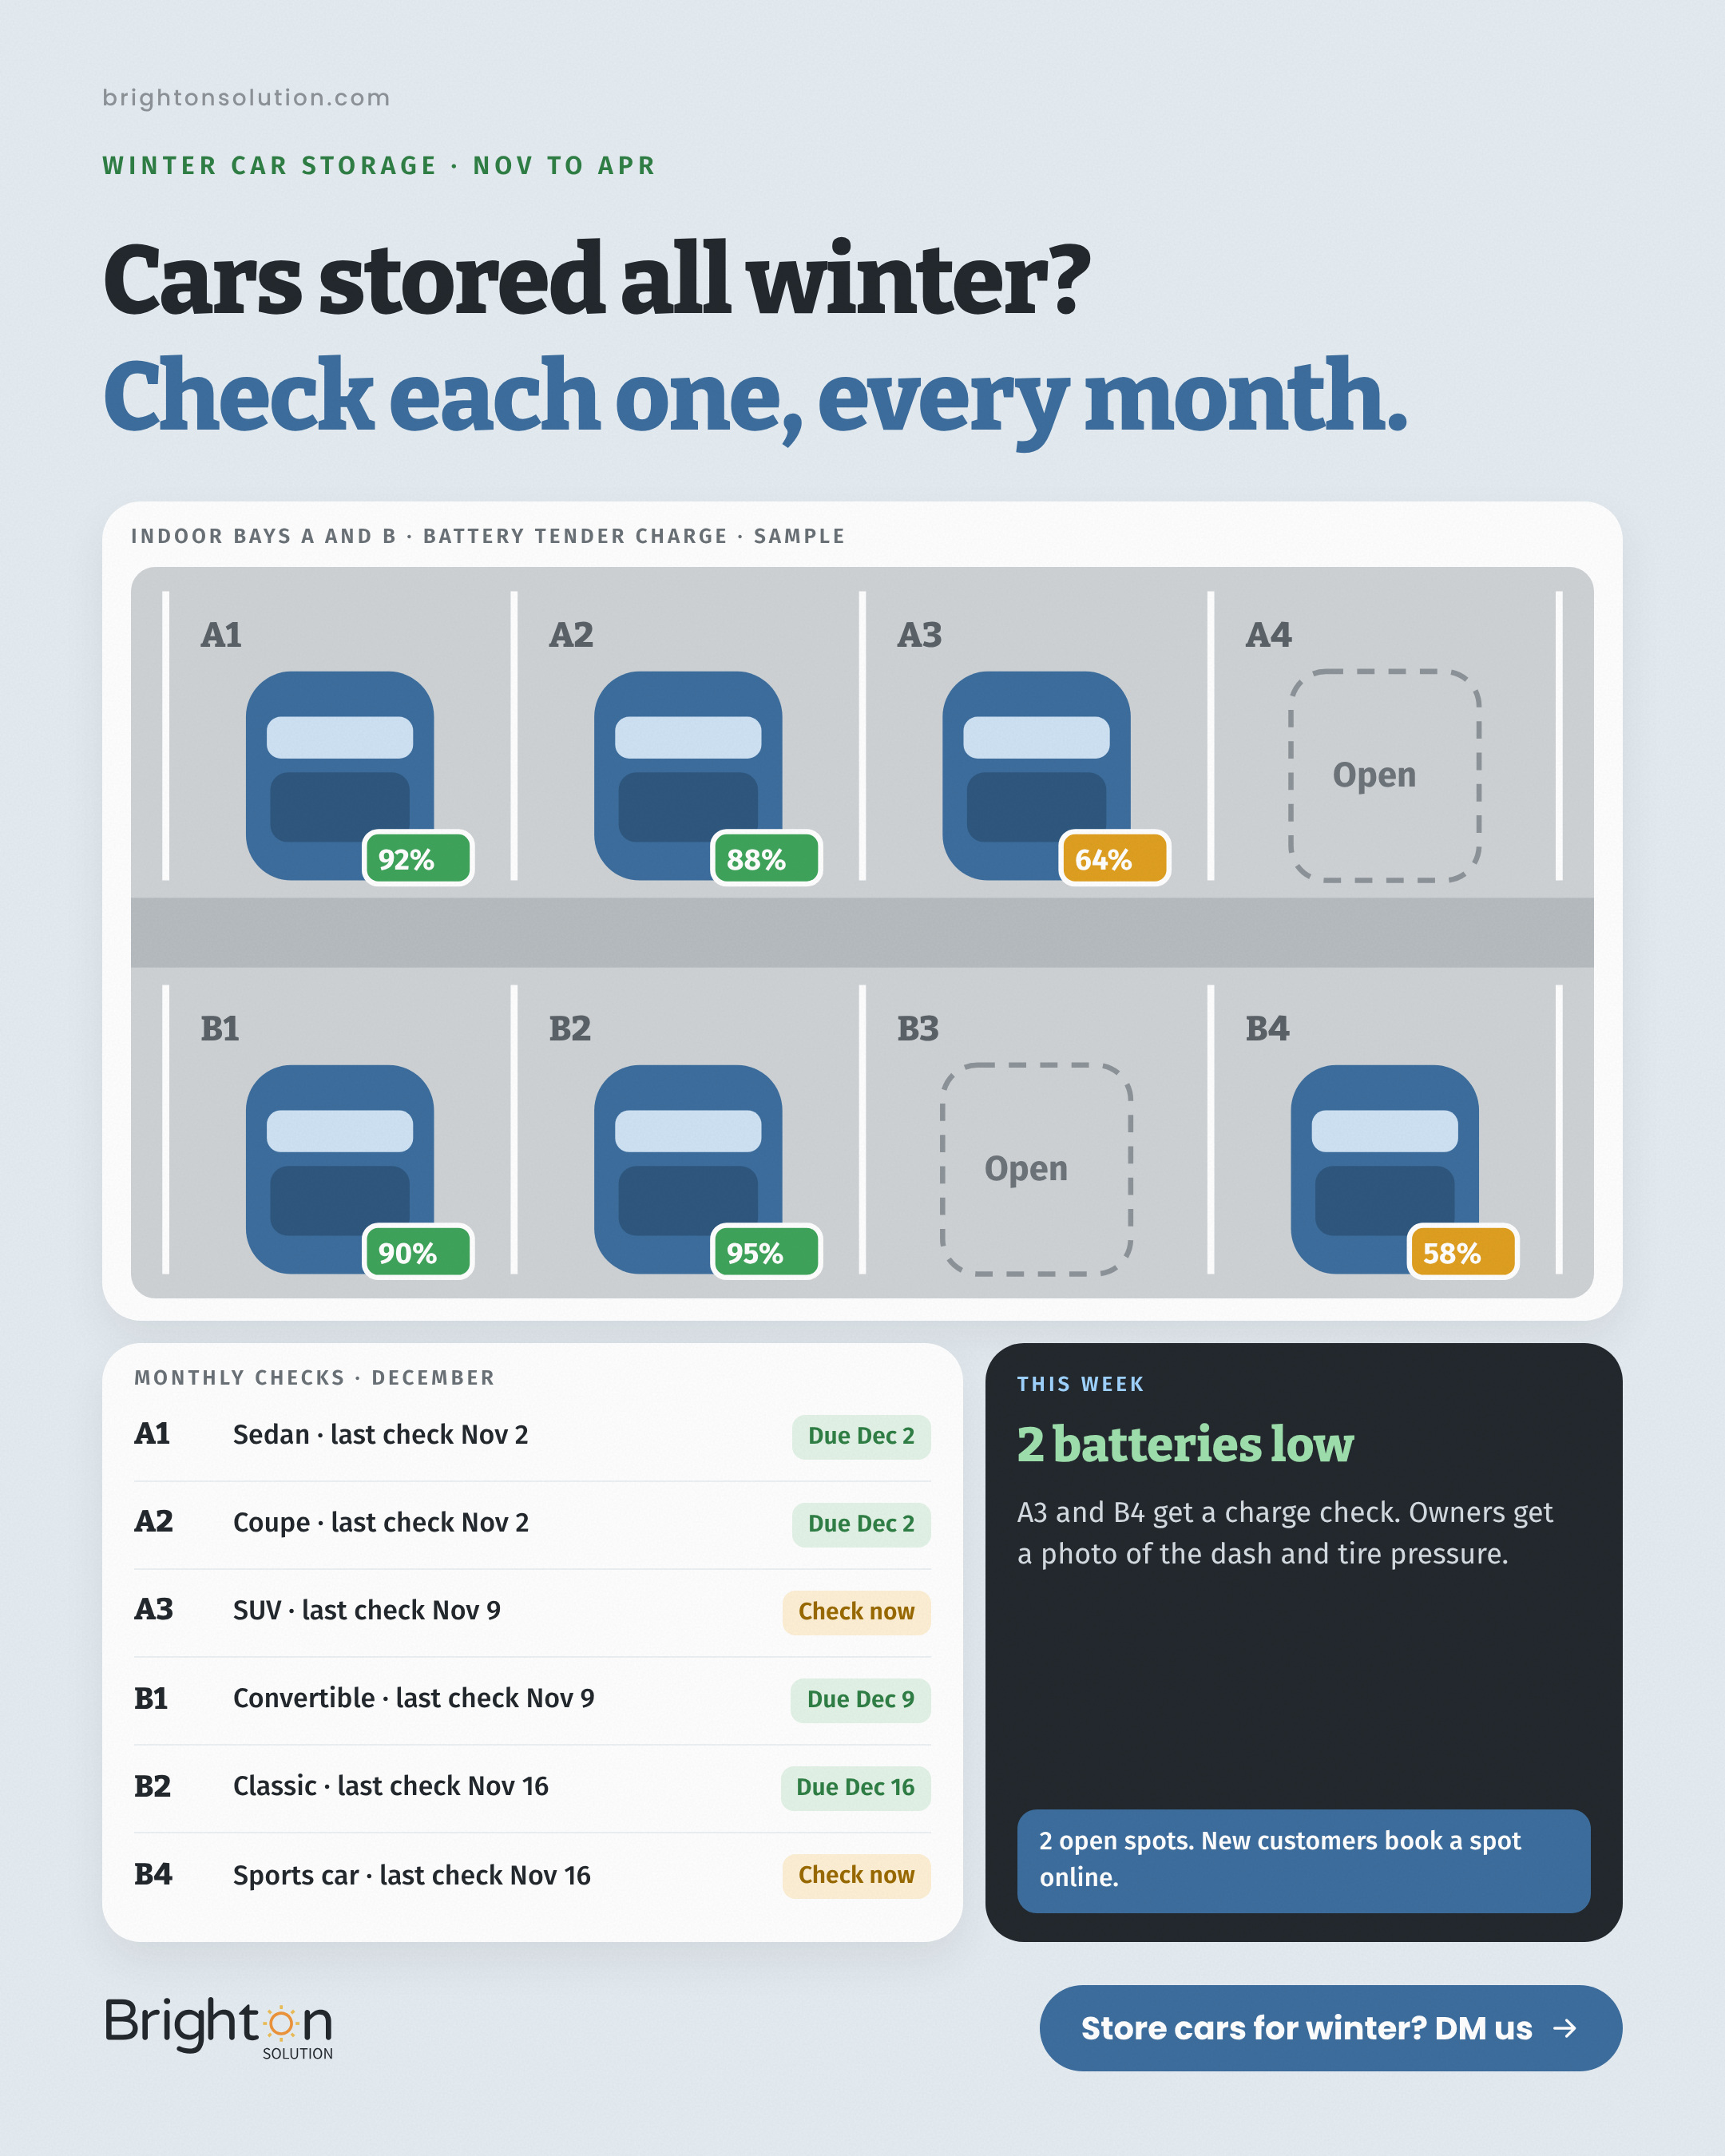 brightonsolution.com
WINTER CAR STORAGE · NOV TO APR
Cars stored all winter?
Check each one, every month.
INDOOR BAYS A AND B · BATTERY TENDER CHARGE · SAMPLE
A1
A2
A3
A4
Open
92%
88%
64%
B1
B2
B3
B4
Open
90%
95%
58%
MONTHLY CHECKS · DECEMBER
A1 Sedan · last check Nov 2 Due Dec 2
A2 Coupe · last check Nov 2 Due Dec 2
A3 SUV · last check Nov 9 Check now
B1 Convertible · last check Nov 9 Due Dec 9
B2 Classic · last check Nov 16 Due Dec 16
B4 Sports car · last check Nov 16 Check now
THIS WEEK
2 batteries low
A3 and B4 get a charge check. Owners get
a photo of the dash and tire pressure.
2 open spots. New customers book a spot
online.
Brighton
SOLUTION
Store cars for winter? DM us →